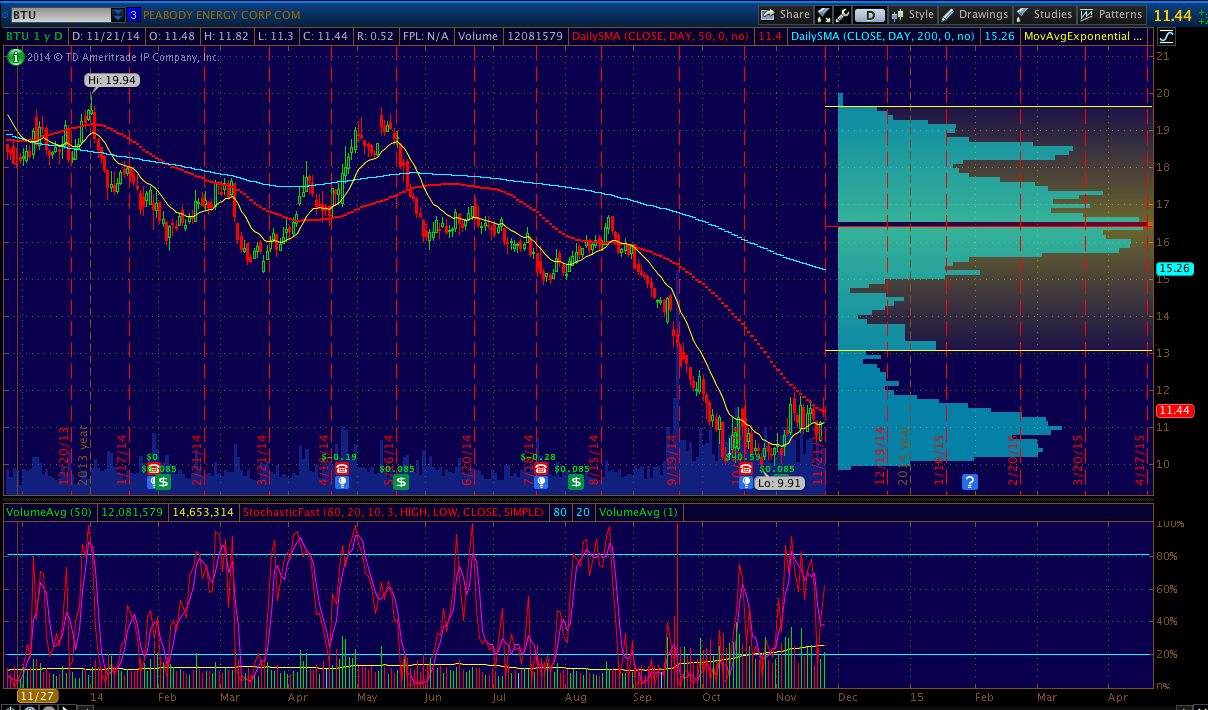 BTU 3 PEABODY ENERGY CORP COM Share D Style Drawings Studies Patterns 11.44
BTU 1 y D D: 11/21/14 O: 11.48 H: 11.82 L: 11.3 C: 11.44 R: 0.52 FPL: N/A Volume 12081579 DailySMA (CLOSE, DAY, 50, 0, no) 11.4 DailySMA (CLOSE, DAY, 200, 0, no) 15.26 MovAvgExponential ...
2014 © TD Ameritrade IP Company, Inc.
Hi: 19.94
21
20
19
18
17
16
15.26
15
14
13
12
11.44
11
10
12/20/13 2013 year 1/17/14 2/21/14 3/21/14 5/16/14 6/20/14 8/15/14 9/19/14 11/21 12/19/14 2014 year 1/16/15 2/20/15 3/20/15 4/17/15
$0 $-0.19 $-0.28 $-0.59
$0.085 $0.085 $0.085
$ $ $ ?
Lo: 9.91
VolumeAvg (50) 12,081,579 14,653,314 StochasticFast (80, 20, 10, 3, HIGH, LOW, CLOSE, SIMPLE) 80 20 VolumeAvg (1)
100%
80%
60%
40%
20%
0%
11/27 14 Feb Mar Apr May Jun Jul Aug Sep Oct Nov Dec 15 Feb Mar Apr